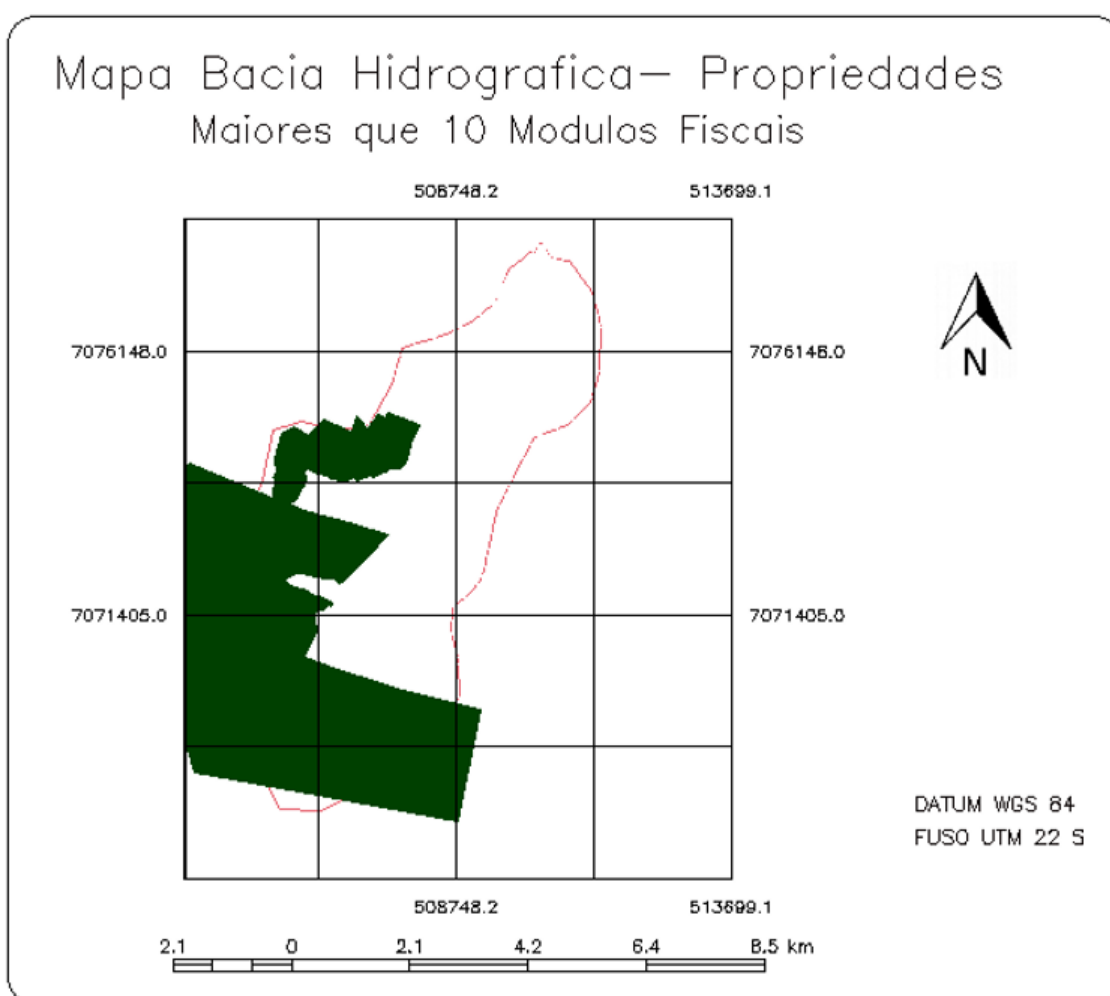 Mapa Bacia Hidrografica- Propriedades
Maiores que 10 Modulos Fiscais
508748.2 513699.1
7076148.0 7076148.0
N
7071405.0 7071405.0
DATUM WGS 84
FUSO UTM 22 S
508748.2 513699.1
2.1 0 2.1 4.2 6.4 8.5 km